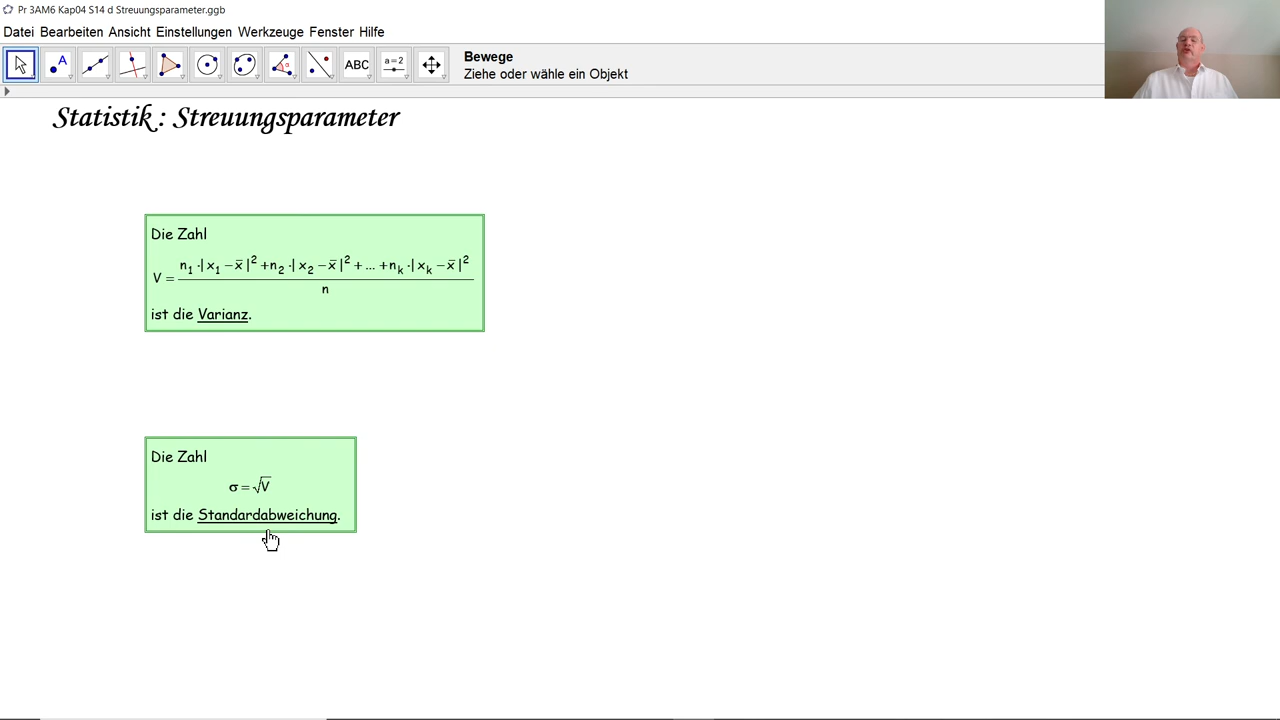 Pr 3AM6 Kap04 S14 d Streuungsparameter.ggb
Datei Bearbeiten Ansicht Einstellungen Werkzeuge Fenster Hilfe
A
ABC
a=2
Bewege
Ziehe oder wähle ein Objekt
Statistik : Streuungsparameter
Die Zahl
V = (n₁·|x₁−x̄|²+n₂·|x₂−x̄|²+...+nₖ·|xₖ−x̄|²)/n
ist die Varianz.
Die Zahl
σ=√V
ist die Standardabweichung.